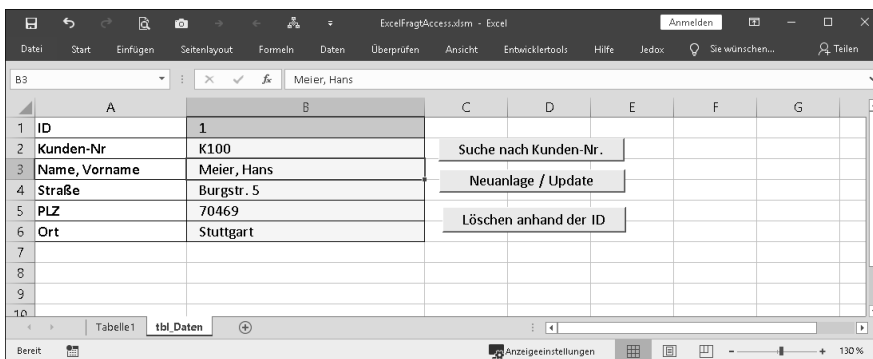 ExcelFragtAccess.xlsm - Excel Anmelden
Datei Start Einfügen Seitenlayout Formeln Daten Überprüfen Ansicht Entwicklertools Hilfe Jedox Sie wünschen... Teilen
B3 fx Meier, Hans
A B C D E F G
1 ID 1
2 Kunden-Nr K100 Suche nach Kunden-Nr.
3 Name, Vorname Meier, Hans Neuanlage / Update
4 Straße Burgstr. 5
5 PLZ 70469 Löschen anhand der ID
6 Ort Stuttgart
7
8
9
10
Tabelle1 tbl_Daten
Bereit Anzeigeeinstellungen 130 %